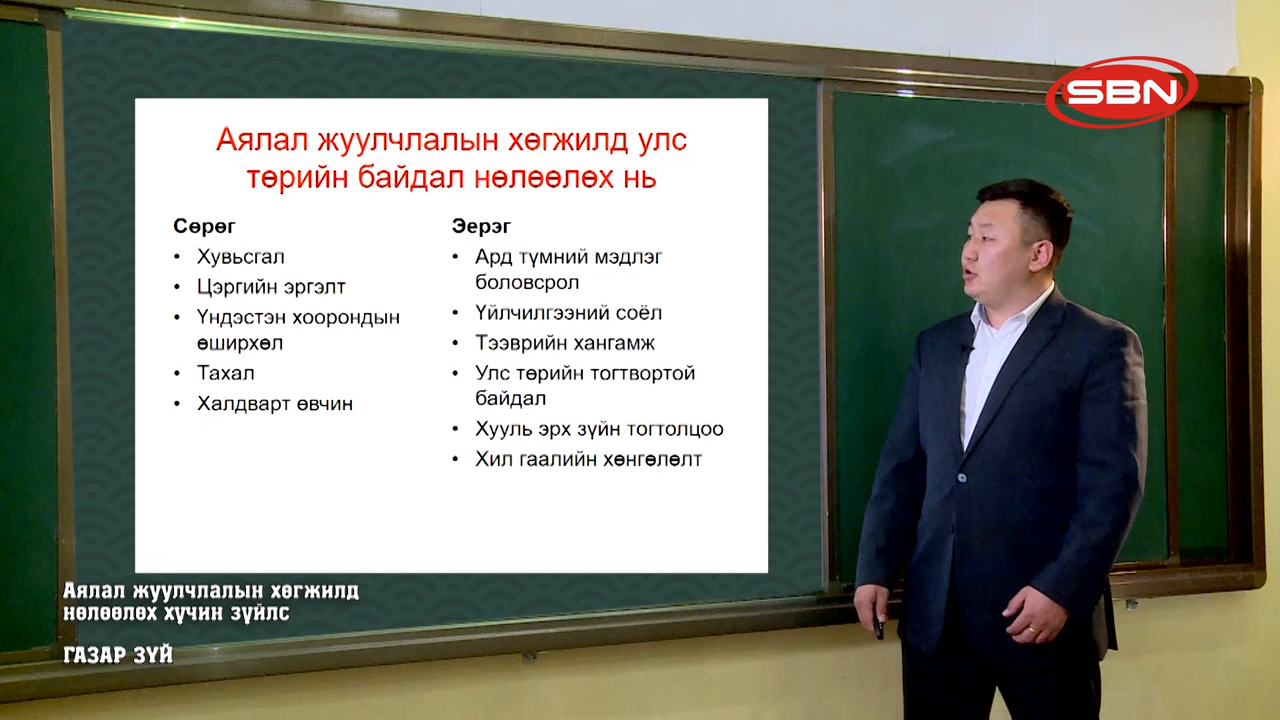 SBN
Аялал жуулчлалын хөгжилд улс
төрийн байдал нөлөөлөх нь
Сөрөг
• Хувьсгал
• Цэргийн эргэлт
• Үндэстэн хоорондын
өширхөл
• Тахал
• Халдварт өвчин
Эерэг
• Ард түмний мэдлэг
боловсрол
• Үйлчилгээний соёл
• Тээврийн хангамж
• Улс төрийн тогтвортой
байдал
• Хууль эрх зүйн тогтолцоо
• Хил гаалийн хөнгөлөлт
Аялал жуулчлалын хөгжилд
нөлөөлөх хүчин зүйлс
ГАЗАР ЗҮЙ